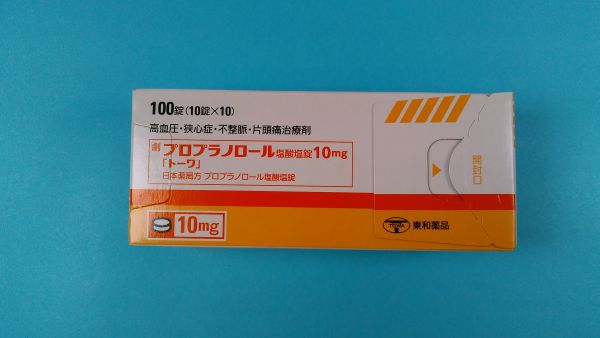 100錠(10錠×10)
高血圧・狭心症・不整脈・片頭痛治療剤
劇 プロプラノロール塩酸塩錠10mg
「トーワ」
日本薬局方 プロプラノロール塩酸塩錠
10mg
開封口
TOWA 東和薬品